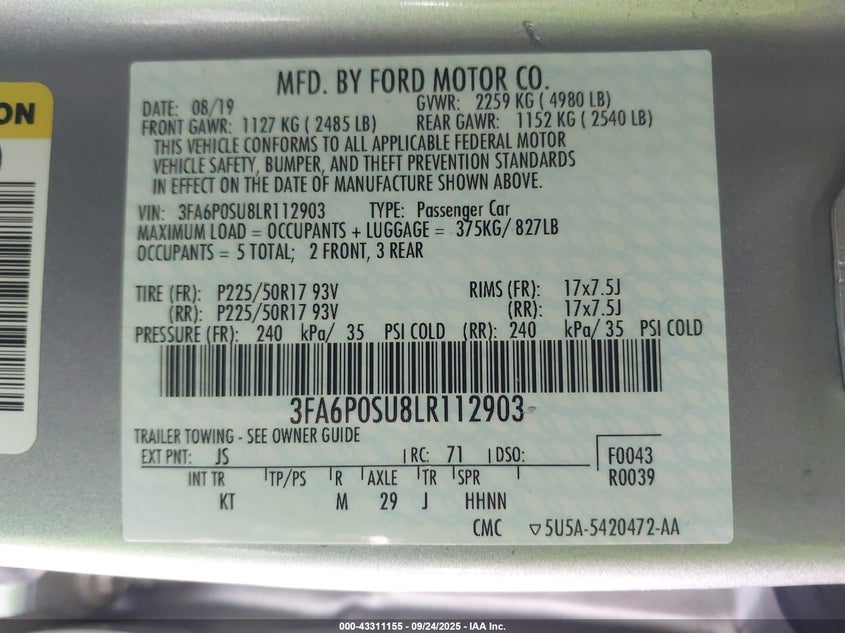 MFD. BY FORD MOTOR CO.
DATE: 08/19 GVWR: 2259 KG ( 4980 LB)
FRONT GAWR: 1127 KG ( 2485 LB) REAR GAWR: 1152 KG ( 2540 LB)
THIS VEHICLE CONFORMS TO ALL APPLICABLE FEDERAL MOTOR
VEHICLE SAFETY, BUMPER, AND THEFT PREVENTION STANDARDS
IN EFFECT ON THE DATE OF MANUFACTURE SHOWN ABOVE.
VIN: 3FA6P0SU8LR112903 TYPE: Passenger Car
MAXIMUM LOAD = OCCUPANTS + LUGGAGE = 375KG/ 827LB
OCCUPANTS = 5 TOTAL; 2 FRONT, 3 REAR
TIRE (FR): P225/50R17 93V RIMS (FR): 17x7.5J
(RR): P225/50R17 93V (RR): 17x7.5J
PRESSURE (FR): 240 kPa/ 35 PSI COLD (RR): 240 kPa/ 35 PSI COLD
3FA6P0SU8LR112903
TRAILER TOWING - SEE OWNER GUIDE
EXT PNT: JS RC: 71 DSO: F0043
R0039
INT TR TP/PS R AXLE TR SPR
KT M 29 J HHNN
CMC ▽5U5A-5420472-AA
ON
000-43311155 - 09/24/2025 - IAA Inc.